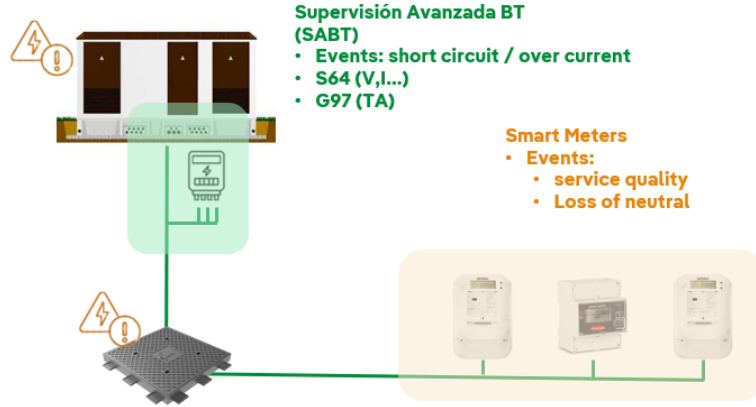 Supervisión Avanzada BT
(SABT)
• Events: short circuit / over current
• S64 (V,I...)
• G97 (TA)
Smart Meters
• Events:
• service quality
• Loss of neutral